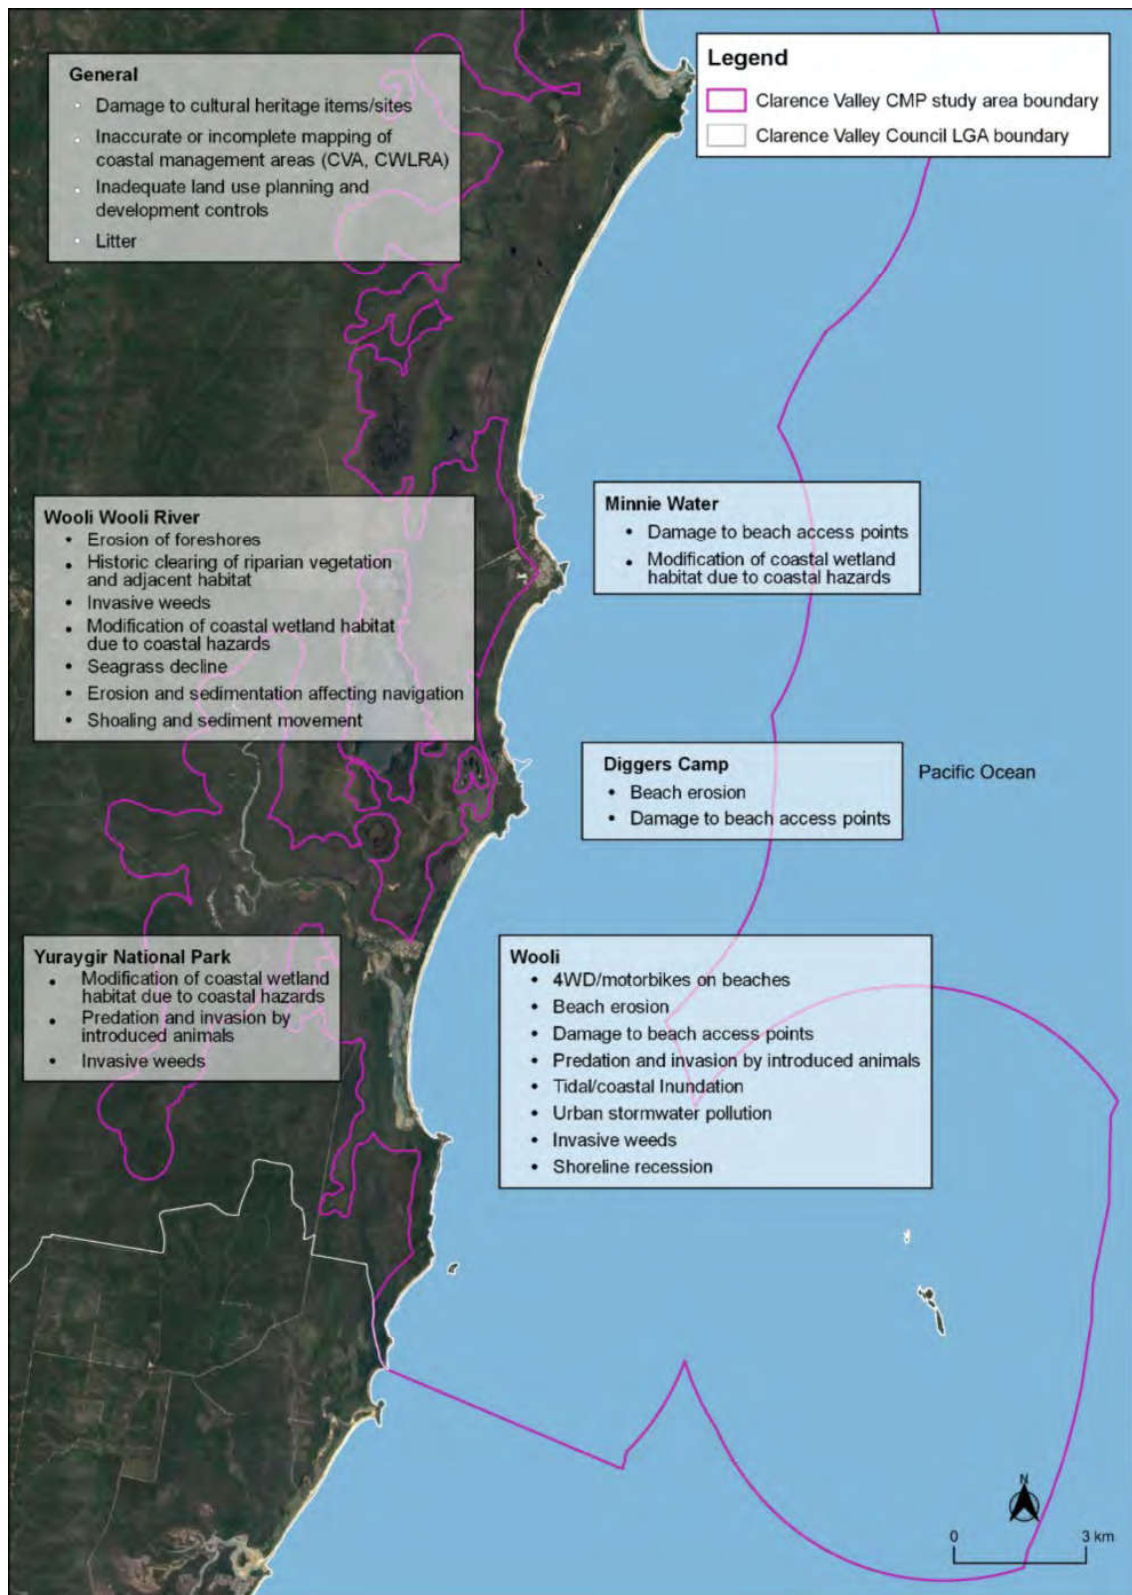 General
Damage to cultural heritage items/sites
Inaccurate or incomplete mapping of
coastal management areas (CVA, CWLRA)
Inadequate land use planning and
development controls
Litter
Legend
Clarence Valley CMP study area boundary
Clarence Valley Council LGA boundary
Wooli Wooli River
• Erosion of foreshores
• Historic clearing of riparian vegetation
and adjacent habitat
• Invasive weeds
• Modification of coastal wetland habitat
due to coastal hazards
• Seagrass decline
• Erosion and sedimentation affecting navigation
• Shoaling and sediment movement
Minnie Water
• Damage to beach access points
• Modification of coastal wetland
habitat due to coastal hazards
Diggers Camp
• Beach erosion
• Damage to beach access points
Pacific Ocean
Yuraygir National Park
• Modification of coastal wetland
habitat due to coastal hazards
• Predation and invasion by
introduced animals
• Invasive weeds
Wooli
• 4WD/motorbikes on beaches
• Beach erosion
• Damage to beach access points
• Predation and invasion by introduced animals
• Tidal/coastal Inundation
• Urban stormwater pollution
• Invasive weeds
• Shoreline recession
N
0 3 km